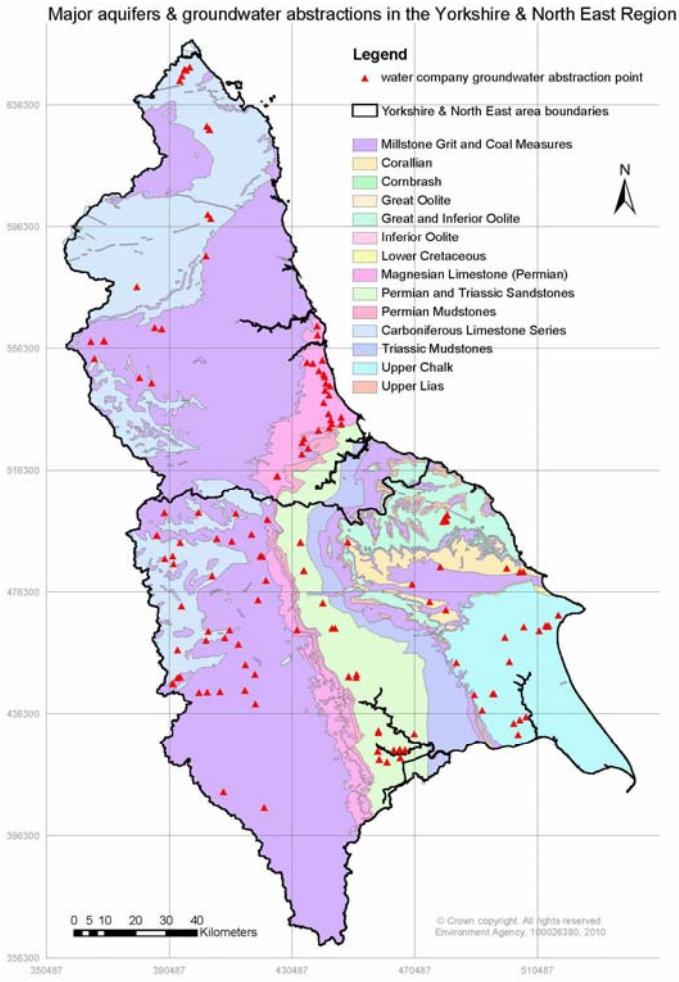 Major aquifers & groundwater abstractions in the Yorkshire & North East Region
Legend
water company groundwater abstraction point
Yorkshire & North East area boundaries
Millstone Grit and Coal Measures
Corallian
Cornbrash
Great Oolite
Great and Inferior Oolite
Inferior Oolite
Lower Cretaceous
Magnesian Limestone (Permian)
Permian and Triassic Sandstones
Permian Mudstones
Carboniferous Limestone Series
Triassic Mudstones
Upper Chalk
Upper Lias
N
636300
596300
556300
516300
476300
436300
396300
356300
0 5 10 20 30 40
Kilometers
© Crown copyright. All rights reserved
Environment Agency, 100026380, 2010
350487 390487 430487 470487 510487